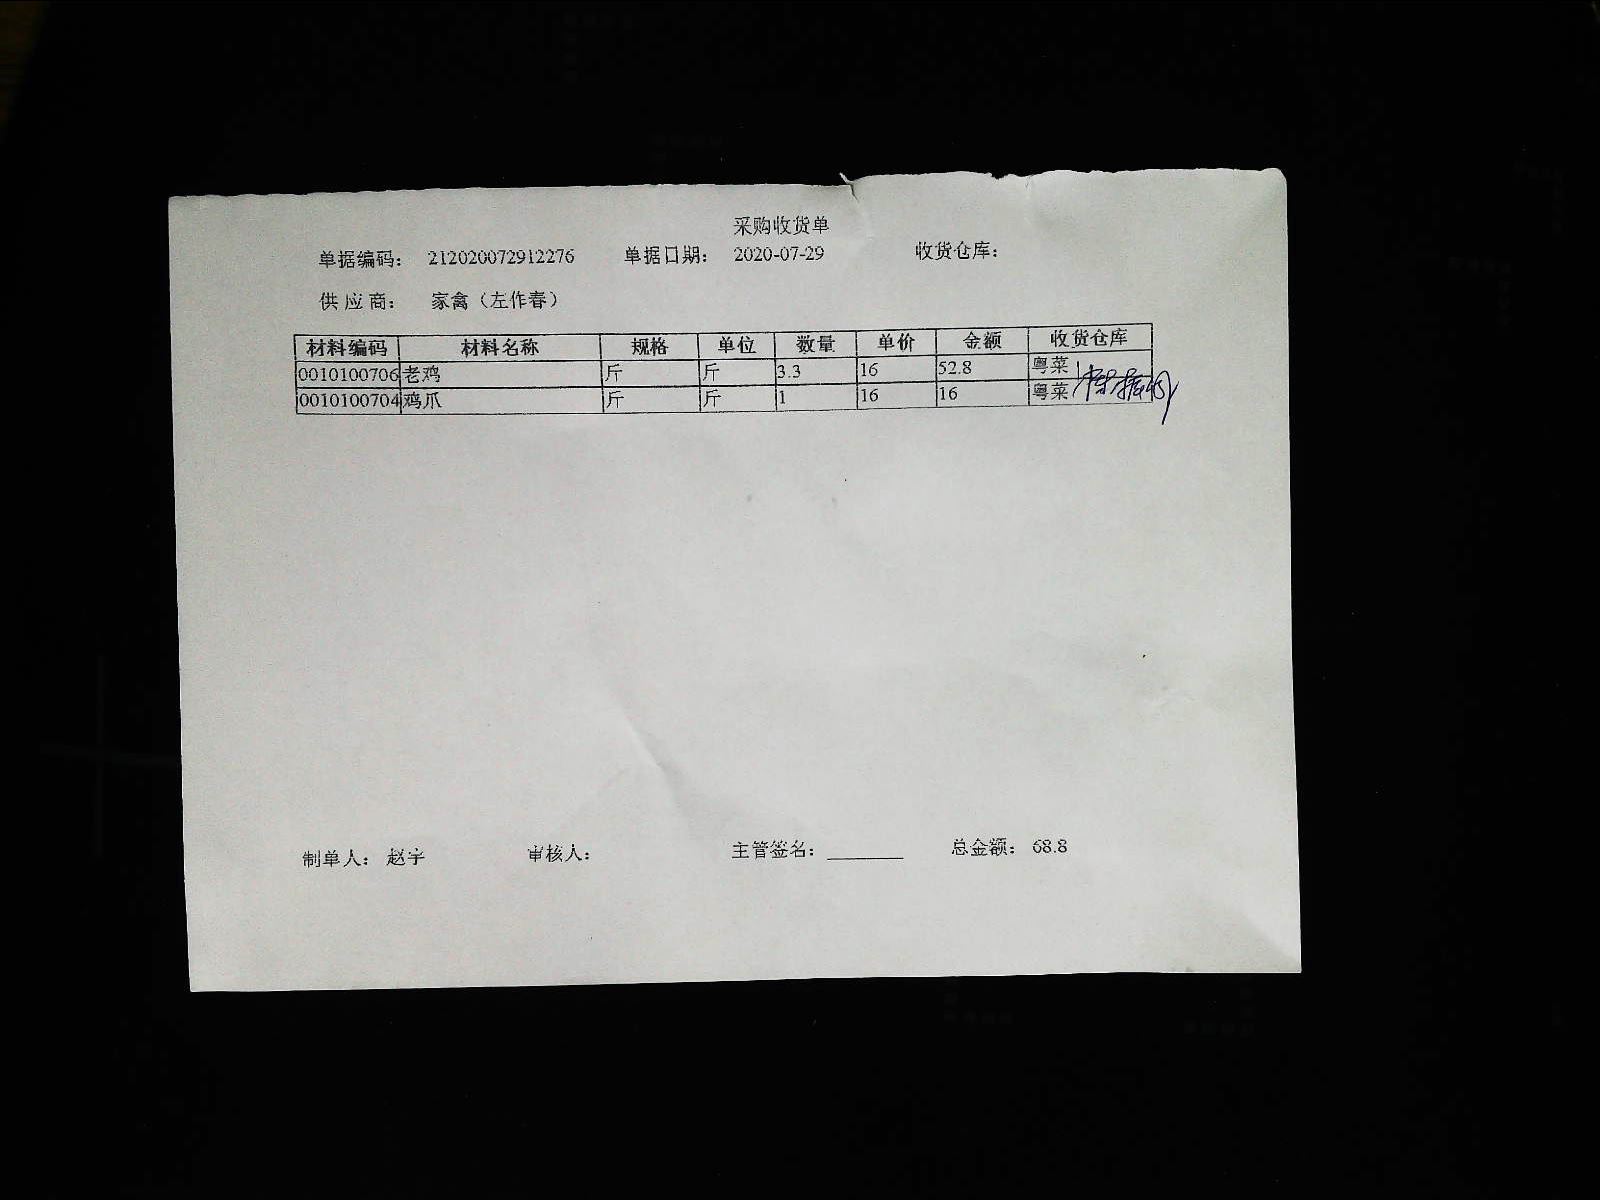 采购收货单
单据编码： 212020072912276 单据日期： 2020-07-29 收货仓库：
供 应 商： 家禽（左作春）
材料编码 材料名称 规格 单位 数量 单价 金额 收货仓库
0010100706 老鸡 斤 斤 3.3 16 52.8 粤菜
0010100704 鸡爪 斤 斤 1 16 16 粤菜
制单人： 赵宇 审核人： 主管签名： ________ 总金额： 68.8